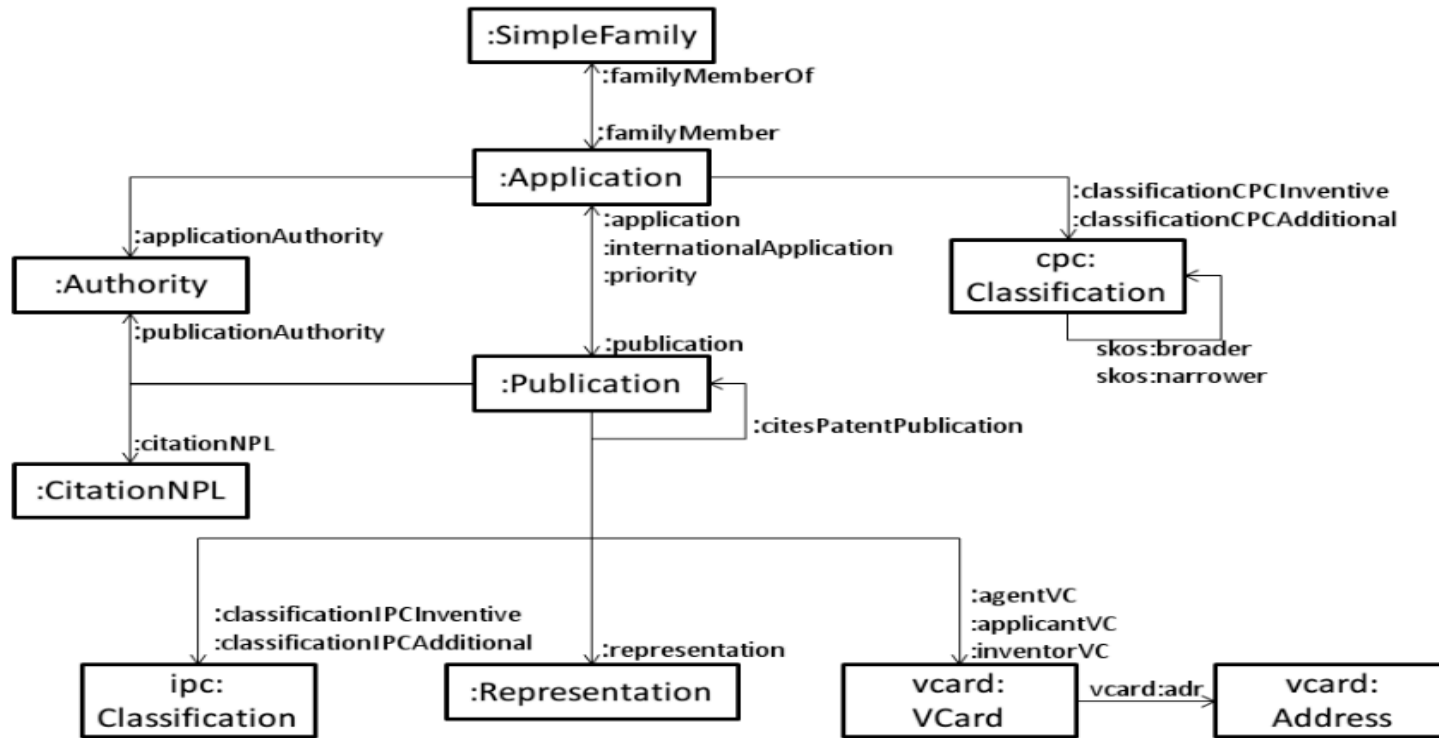 :SimpleFamily
:familyMemberOf
:familyMember
:Application
:classificationCPCInventive
:classificationCPCAdditional
:application
:internationalApplication
:priority
:applicationAuthority
:Authority
cpc:
Classification
:publicationAuthority
:publication
skos:broader
skos:narrower
:Publication
:citesPatentPublication
:citationNPL
:CitationNPL
:classificationIPCInventive
:classificationIPCAdditional
:representation
:agentVC
:applicantVC
:inventorVC
ipc:
Classification
:Representation
vcard:
VCard
vcard:adr
vcard:
Address